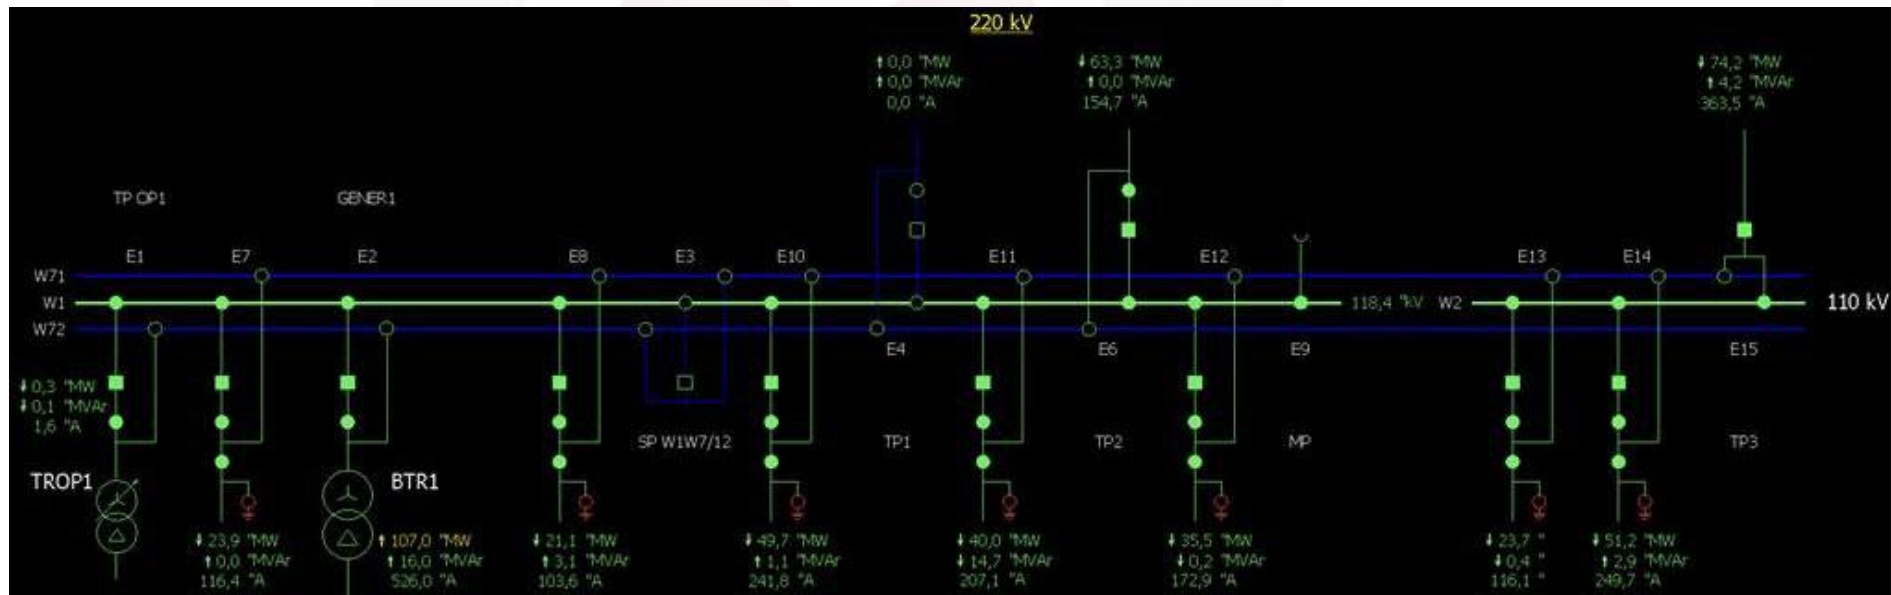 220 kV
↑0,0 "MW
↑0,0 "MVAr
0,0 "A
↓63,3 "MW
↑0,0 "MVAr
154,7 "A
↓74,2 "MW
↑4,2 "MVAr
363,5 "A
TP OP1
GENER1
E1
E7
E2
E8
E3
E10
E11
E12
E13
E14
W71
W1
118,4 "kV
W2
110 kV
W72
E4
E6
E9
E15
↓0,3 "MW
↓0,1 "MVAr
1,6 "A
SP W1W7/12
TP1
TP2
MP
TP3
TROP1
BTR1
↓23,9 "MW
↑0,0 "MVAr
116,4 "A
↑107,0 "MW
↑16,0 "MVAr
526,0 "A
↓21,1 "MW
↑3,1 "MVAr
103,6 "A
↓49,7 "MW
↑1,1 "MVAr
241,8 "A
↓40,0 "MW
↓14,7 "MVAr
207,1 "A
↓35,5 "MW
↓0,2 "MVAr
172,9 "A
↓23,7 "
↓0,4 "
116,1 "
↓51,2 "MW
↑2,9 "MVAr
249,7 "A